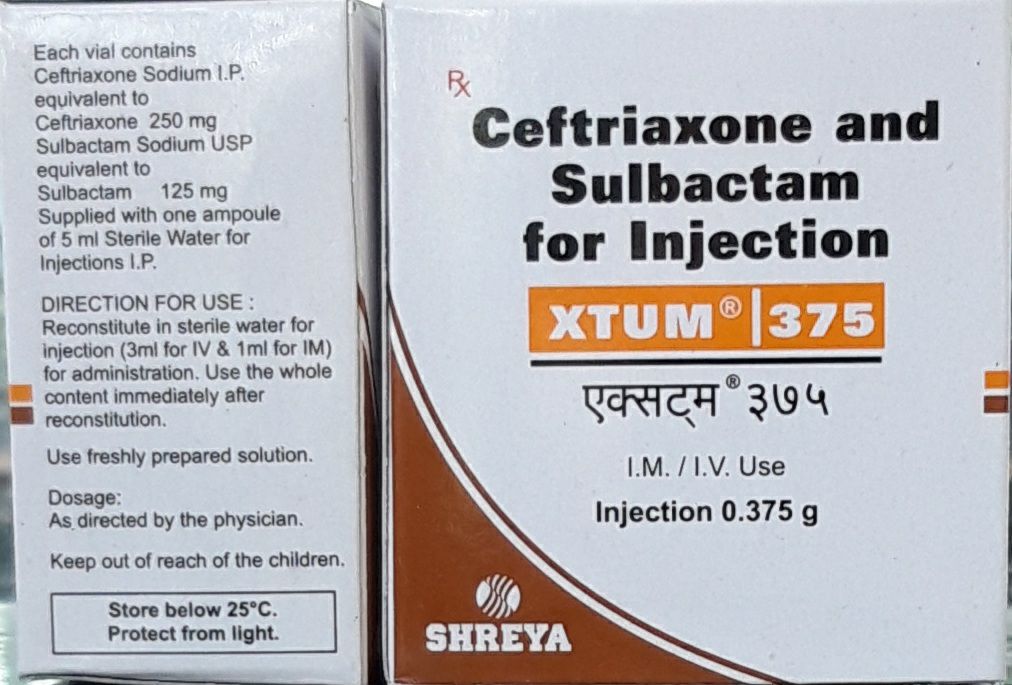 Each vial contains
Ceftriaxone Sodium I.P.
equivalent to
Ceftriaxone 250 mg
Sulbactam Sodium USP
equivalent to
Sulbactam 125 mg
Supplied with one ampoule
of 5 ml Sterile Water for
Injections I.P.
DIRECTION FOR USE :
Reconstitute in sterile water for
injection (3ml for IV & 1ml for IM)
for administration. Use the whole
content immediately after
reconstitution.
Use freshly prepared solution.
Dosage:
As directed by the physician.
Keep out of reach of the children.
Store below 25°C.
Protect from light.
Rx
Ceftriaxone and
Sulbactam
for Injection
XTUM®|375
एक्सट्म® ३७५
I.M. / I.V. Use
Injection 0.375 g
SHREYA